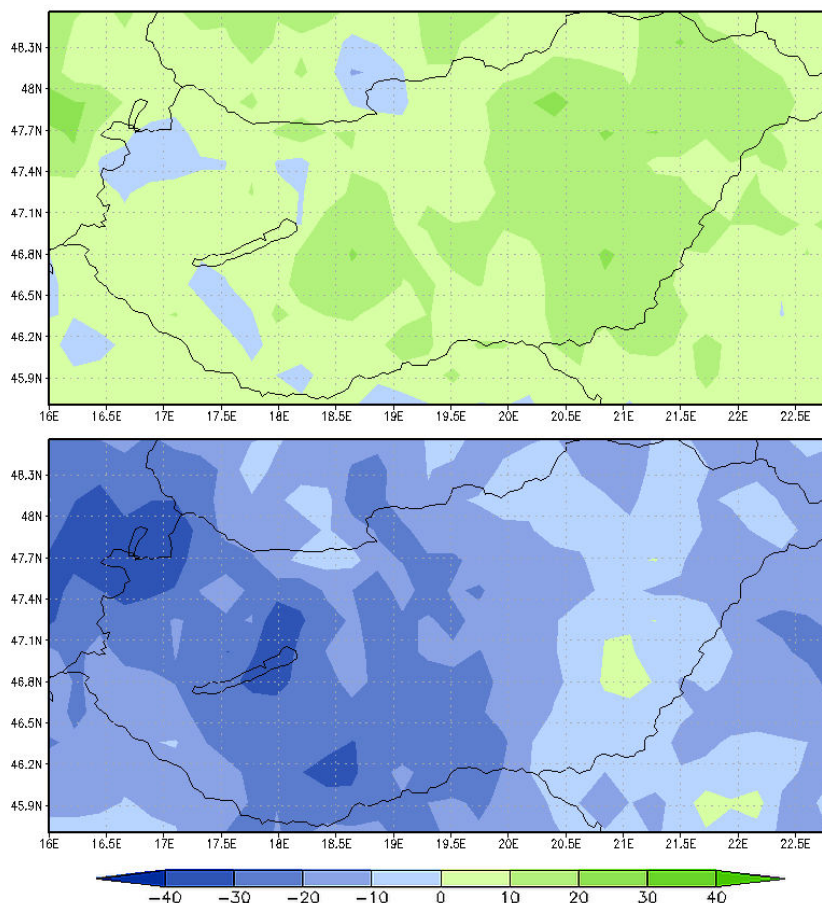 48.3N
48N
47.7N
47.4N
47.1N
46.8N
46.5N
46.2N
45.9N
16E 16.5E 17E 17.5E 18E 18.5E 19E 19.5E 20E 20.5E 21E 21.5E 22E 22.5E
48.3N
48N
47.7N
47.4N
47.1N
46.8N
46.5N
46.2N
45.9N
16E 16.5E 17E 17.5E 18E 18.5E 19E 19.5E 20E 20.5E 21E 21.5E 22E 22.5E
−40 −30 −20 −10 0 10 20 30 40